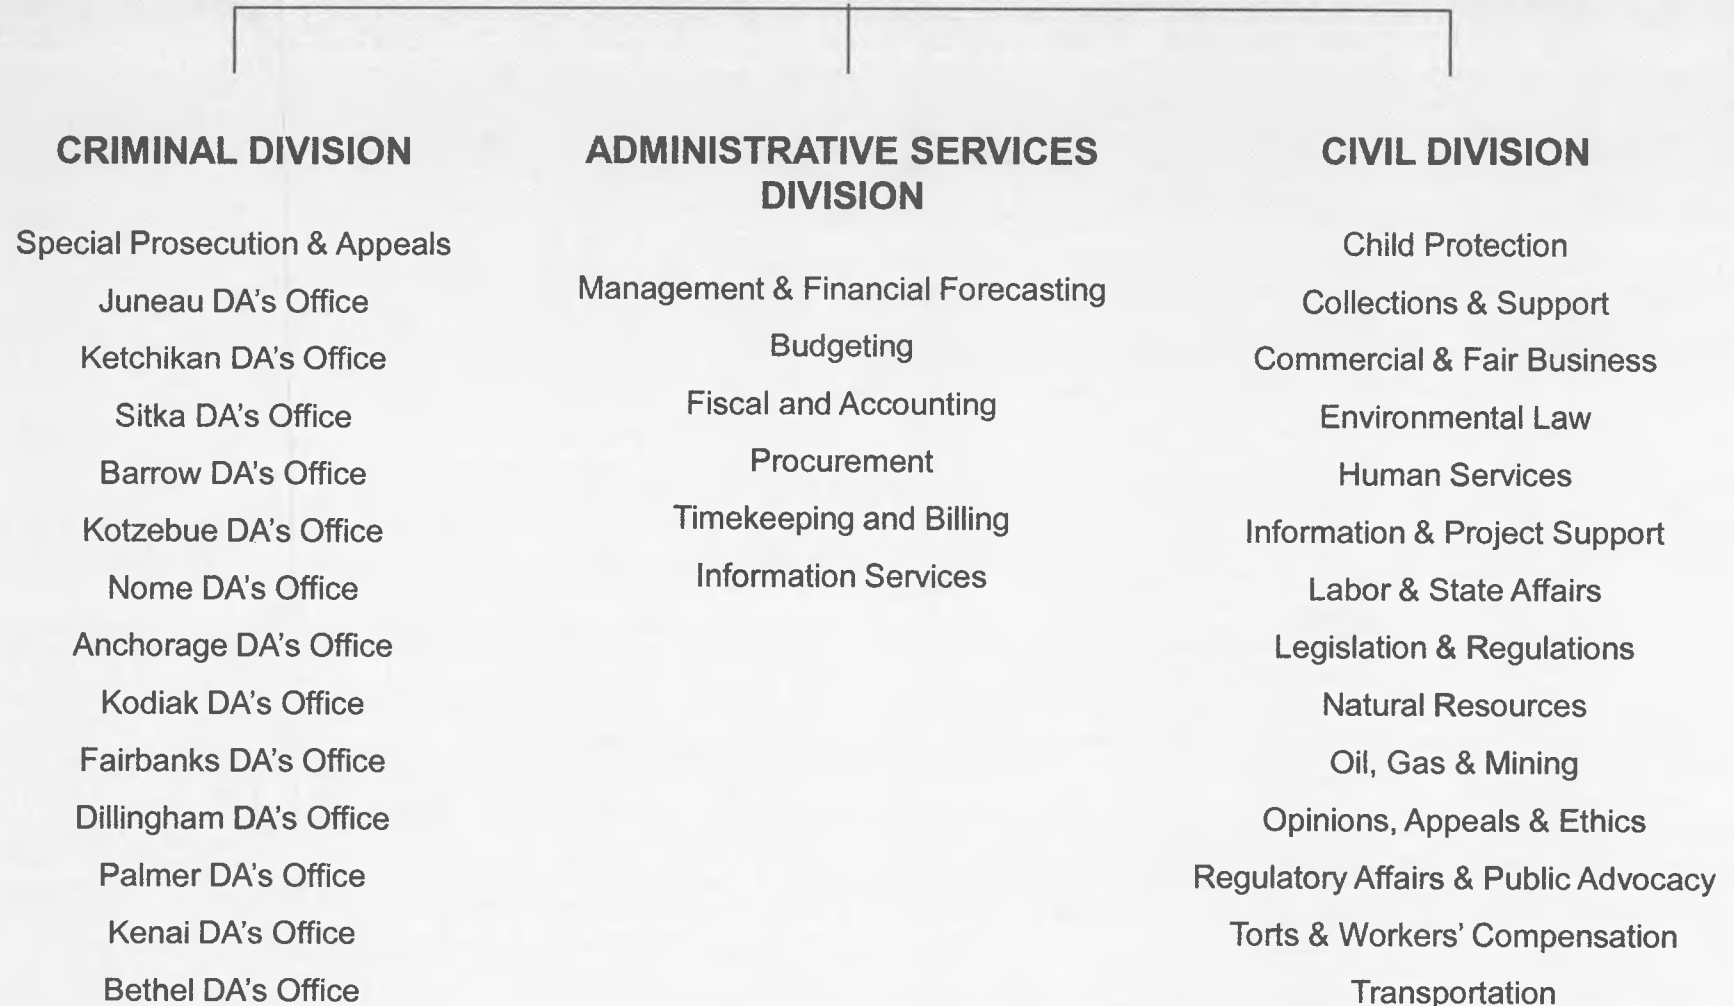 CRIMINAL DIVISION
Special Prosecution & Appeals
Juneau DA's Office
Ketchikan DA's Office
Sitka DA's Office
Barrow DA's Office
Kotzebue DA's Office
Nome DA's Office
Anchorage DA's Office
Kodiak DA's Office
Fairbanks DA's Office
Dillingham DA's Office
Palmer DA's Office
Kenai DA's Office
Bethel DA's Office
ADMINISTRATIVE SERVICES
DIVISION
Management & Financial Forecasting
Budgeting
Fiscal and Accounting
Procurement
Timekeeping and Billing
Information Services
CIVIL DIVISION
Child Protection
Collections & Support
Commercial & Fair Business
Environmental Law
Human Services
Information & Project Support
Labor & State Affairs
Legislation & Regulations
Natural Resources
Oil, Gas & Mining
Opinions, Appeals & Ethics
Regulatory Affairs & Public Advocacy
Torts & Workers' Compensation
Transportation